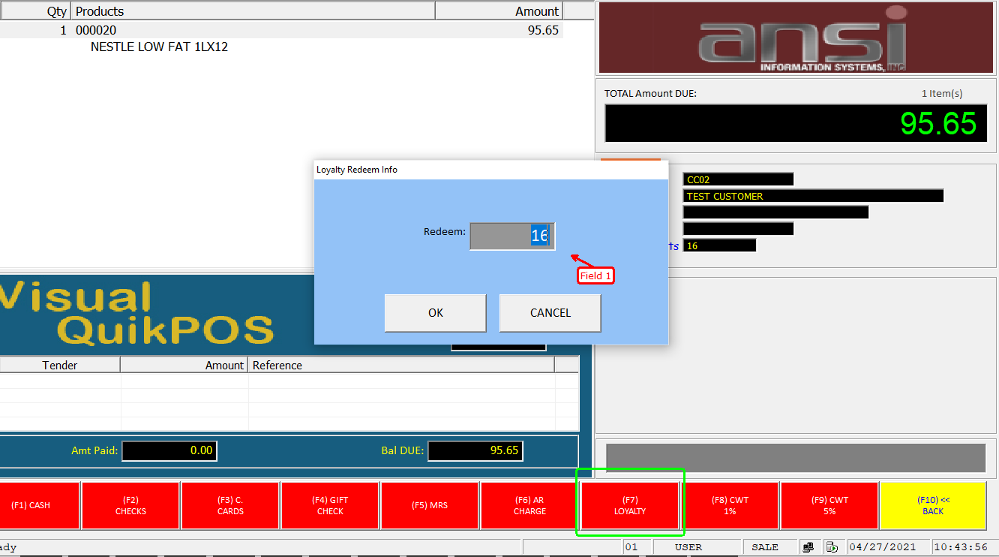 Qty Products Amount
1 000020 95.65
NESTLE LOW FAT 1LX12
ansi
INFORMATION SYSTEMS, INC
TOTAL Amount DUE: 1 Item(s)
95.65
Loyalty Redeem Info
Redeem: 16
Field 1
OK CANCEL
CC02
TEST CUSTOMER
ts 16
Visual
QuikPOS
Tender Amount Reference
Amt Paid: 0.00 Bal DUE: 95.65
(F1) CASH
(F2)
CHECKS
(F3) C.
CARDS
(F4) GIFT
CHECK
(F5) MRS
(F6) AR
CHARGE
(F7)
LOYALTY
(F8) CWT
1%
(F9) CWT
5%
(F10) <<
BACK
ady 01 USER SALE 04/27/2021 10:43:56